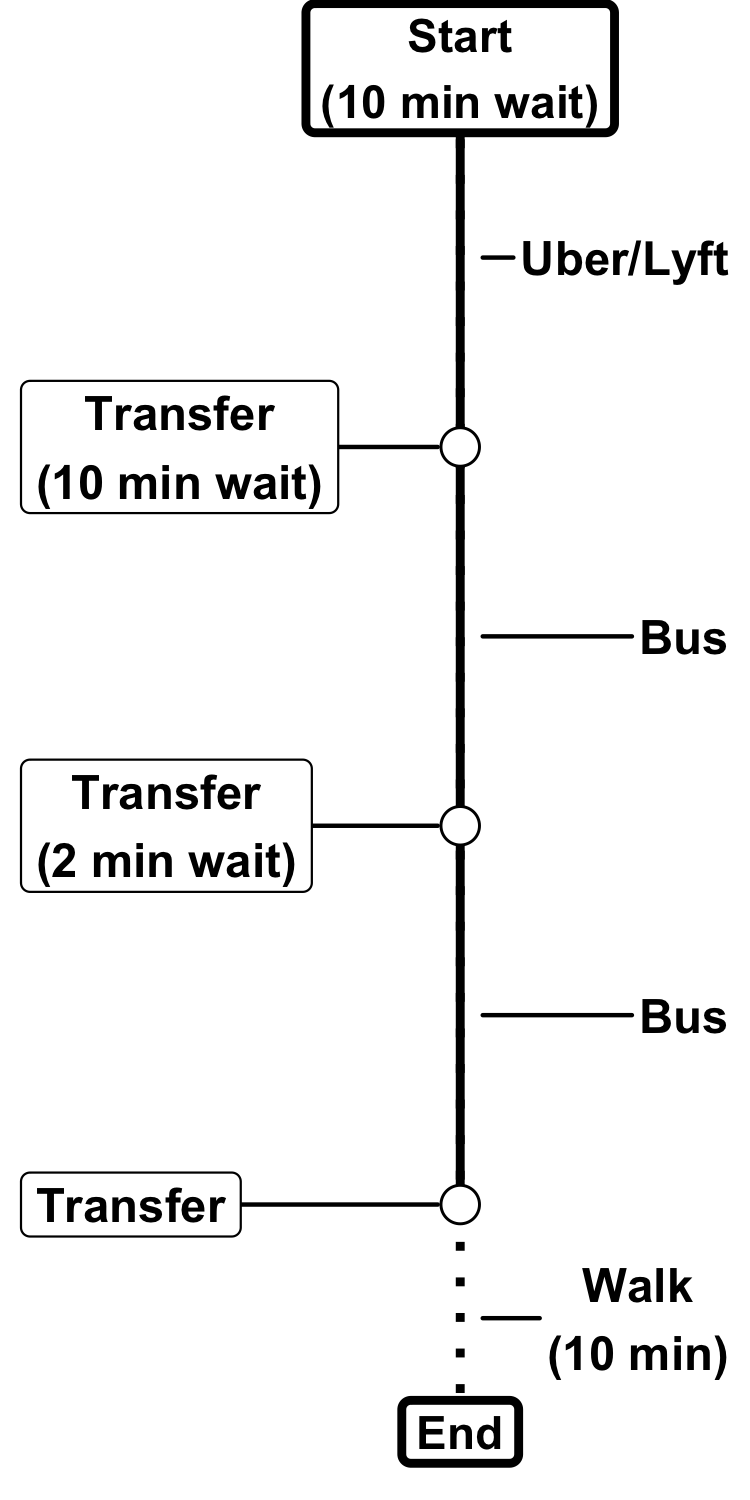 Start
(10 min wait)
Uber/Lyft
Transfer
(10 min wait)
Bus
Transfer
(2 min wait)
Bus
Transfer
Walk
(10 min)
End